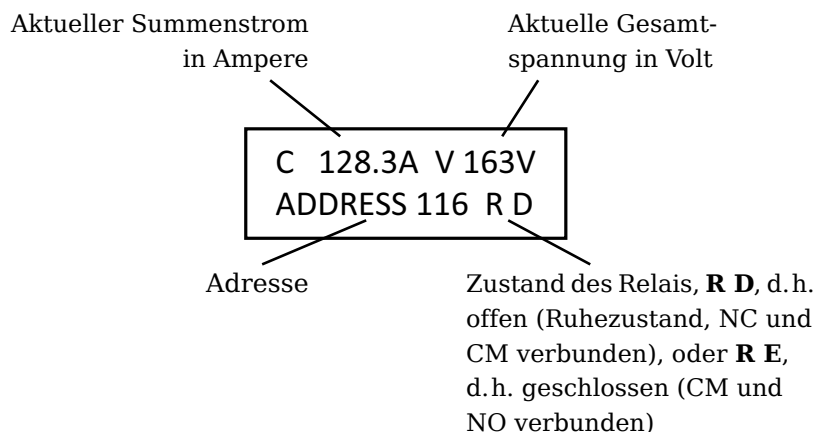 Aktueller Summenstrom
in Ampere
Aktuelle Gesamt-
spannung in Volt
C 128.3A V 163V
ADDRESS 116 R D
Adresse
Zustand des Relais, R D, d.h.
offen (Ruhezustand, NC und
CM verbunden), oder R E,
d.h. geschlossen (CM und
NO verbunden)